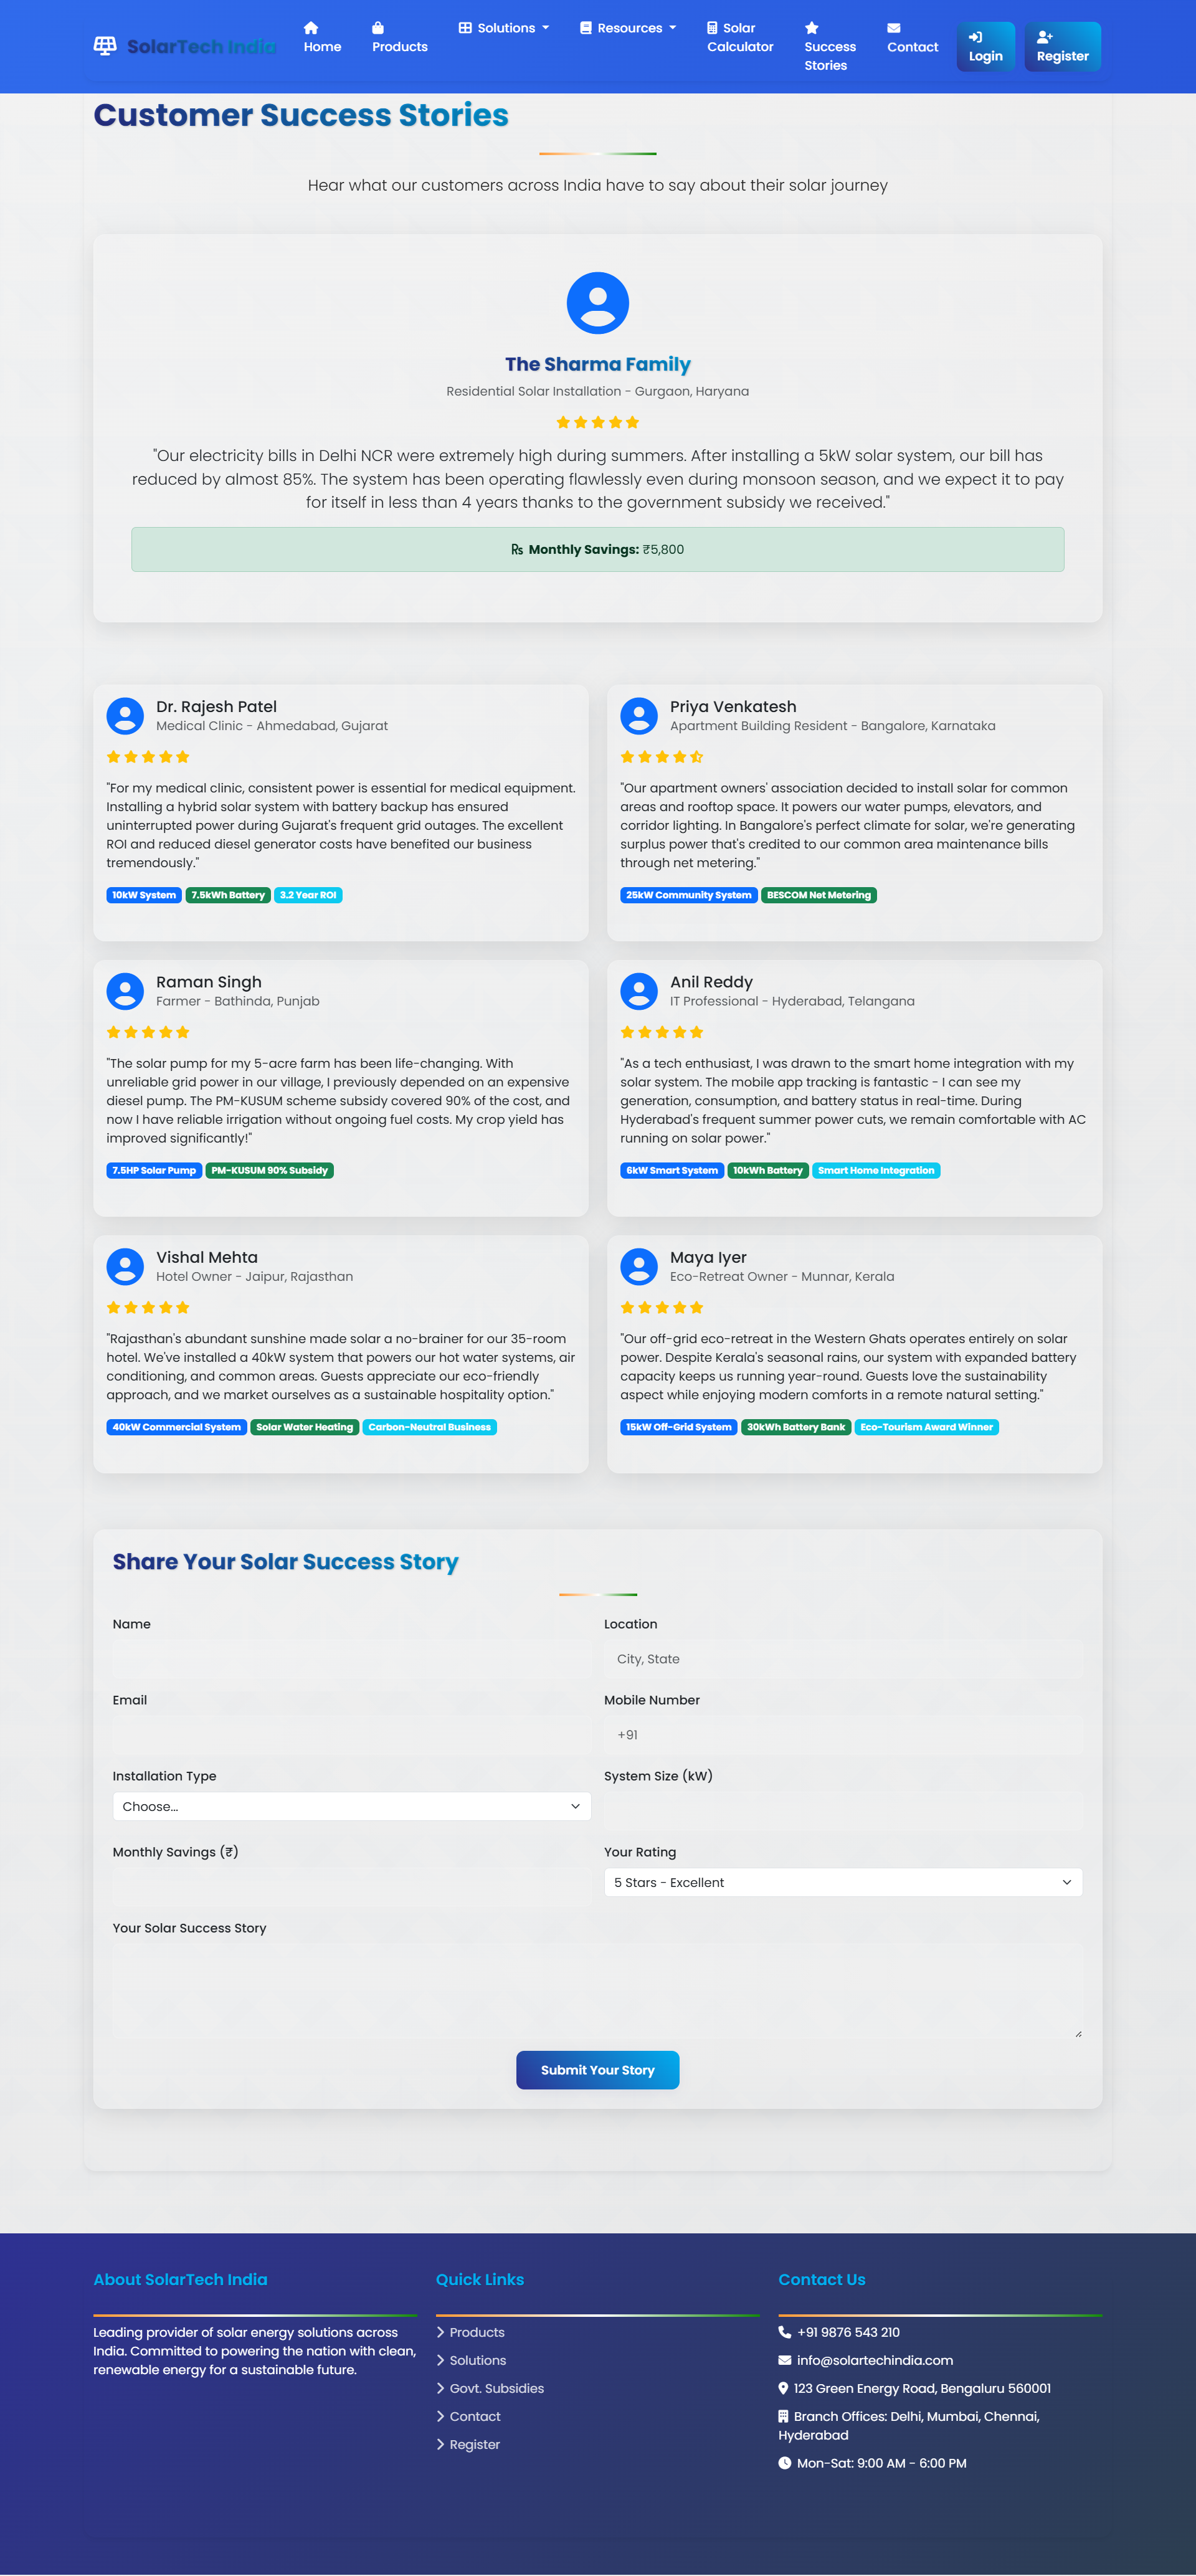 SolarTech India
Home
Products
Solutions
Resources
Solar
Calculator
Success
Stories
Contact
Login
Register
Customer Success Stories
Hear what our customers across India have to say about their solar journey
The Sharma Family
Residential Solar Installation - Gurgaon, Haryana
"Our electricity bills in Delhi NCR were extremely high during summers. After installing a 5kW solar system, our bill has
reduced by almost 85%. The system has been operating flawlessly even during monsoon season, and we expect it to pay
for itself in less than 4 years thanks to the government subsidy we received."
Monthly Savings: ₹5,800
Dr. Rajesh Patel
Medical Clinic - Ahmedabad, Gujarat
"For my medical clinic, consistent power is essential for medical equipment.
Installing a hybrid solar system with battery backup has ensured
uninterrupted power during Gujarat's frequent grid outages. The excellent
ROI and reduced diesel generator costs have benefited our business
tremendously."
10kW System 7.5kWh Battery 3.2 Year ROI
Priya Venkatesh
Apartment Building Resident - Bangalore, Karnataka
"Our apartment owners' association decided to install solar for common
areas and rooftop space. It powers our water pumps, elevators, and
corridor lighting. In Bangalore's perfect climate for solar, we're generating
surplus power that's credited to our common area maintenance bills
through net metering."
25kW Community System BESCOM Net Metering
Raman Singh
Farmer - Bathinda, Punjab
"The solar pump for my 5-acre farm has been life-changing. With
unreliable grid power in our village, I previously depended on an expensive
diesel pump. The PM-KUSUM scheme subsidy covered 90% of the cost, and
now I have reliable irrigation without ongoing fuel costs. My crop yield has
improved significantly!"
7.5HP Solar Pump PM-KUSUM 90% Subsidy
Anil Reddy
IT Professional - Hyderabad, Telangana
"As a tech enthusiast, I was drawn to the smart home integration with my
solar system. The mobile app tracking is fantastic - I can see my
generation, consumption, and battery status in real-time. During
Hyderabad's frequent summer power cuts, we remain comfortable with AC
running on solar power."
6kW Smart System 10kWh Battery Smart Home Integration
Vishal Mehta
Hotel Owner - Jaipur, Rajasthan
"Rajasthan's abundant sunshine made solar a no-brainer for our 35-room
hotel. We've installed a 40kW system that powers our hot water systems, air
conditioning, and common areas. Guests appreciate our eco-friendly
approach, and we market ourselves as a sustainable hospitality option."
40kW Commercial System Solar Water Heating Carbon-Neutral Business
Maya Iyer
Eco-Retreat Owner - Munnar, Kerala
"Our off-grid eco-retreat in the Western Ghats operates entirely on solar
power. Despite Kerala's seasonal rains, our system with expanded battery
capacity keeps us running year-round. Guests love the sustainability
aspect while enjoying modern comforts in a remote natural setting."
15kW Off-Grid System 30kWh Battery Bank Eco-Tourism Award Winner
Share Your Solar Success Story
Name
Location
City, State
Email
Mobile Number
+91
Installation Type
Choose...
System Size (kW)
Monthly Savings (₹)
Your Rating
5 Stars - Excellent
Your Solar Success Story
Submit Your Story
About SolarTech India
Leading provider of solar energy solutions across
India. Committed to powering the nation with clean,
renewable energy for a sustainable future.
Quick Links
Products
Solutions
Govt. Subsidies
Contact
Register
Contact Us
+91 9876 543 210
info@solartechindia.com
123 Green Energy Road, Bengaluru 560001
Branch Offices: Delhi, Mumbai, Chennai,
Hyderabad
Mon-Sat: 9:00 AM - 6:00 PM